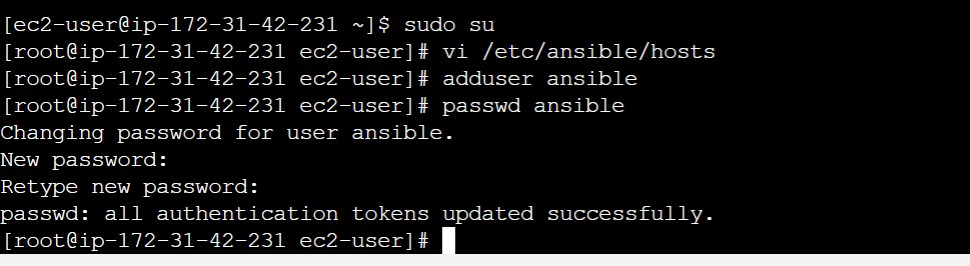 [ec2-user@ip-172-31-42-231 ~]$ sudo su
[root@ip-172-31-42-231 ec2-user]# vi /etc/ansible/hosts
[root@ip-172-31-42-231 ec2-user]# adduser ansible
[root@ip-172-31-42-231 ec2-user]# passwd ansible
Changing password for user ansible.
New password:
Retype new password:
passwd: all authentication tokens updated successfully.
[root@ip-172-31-42-231 ec2-user]#